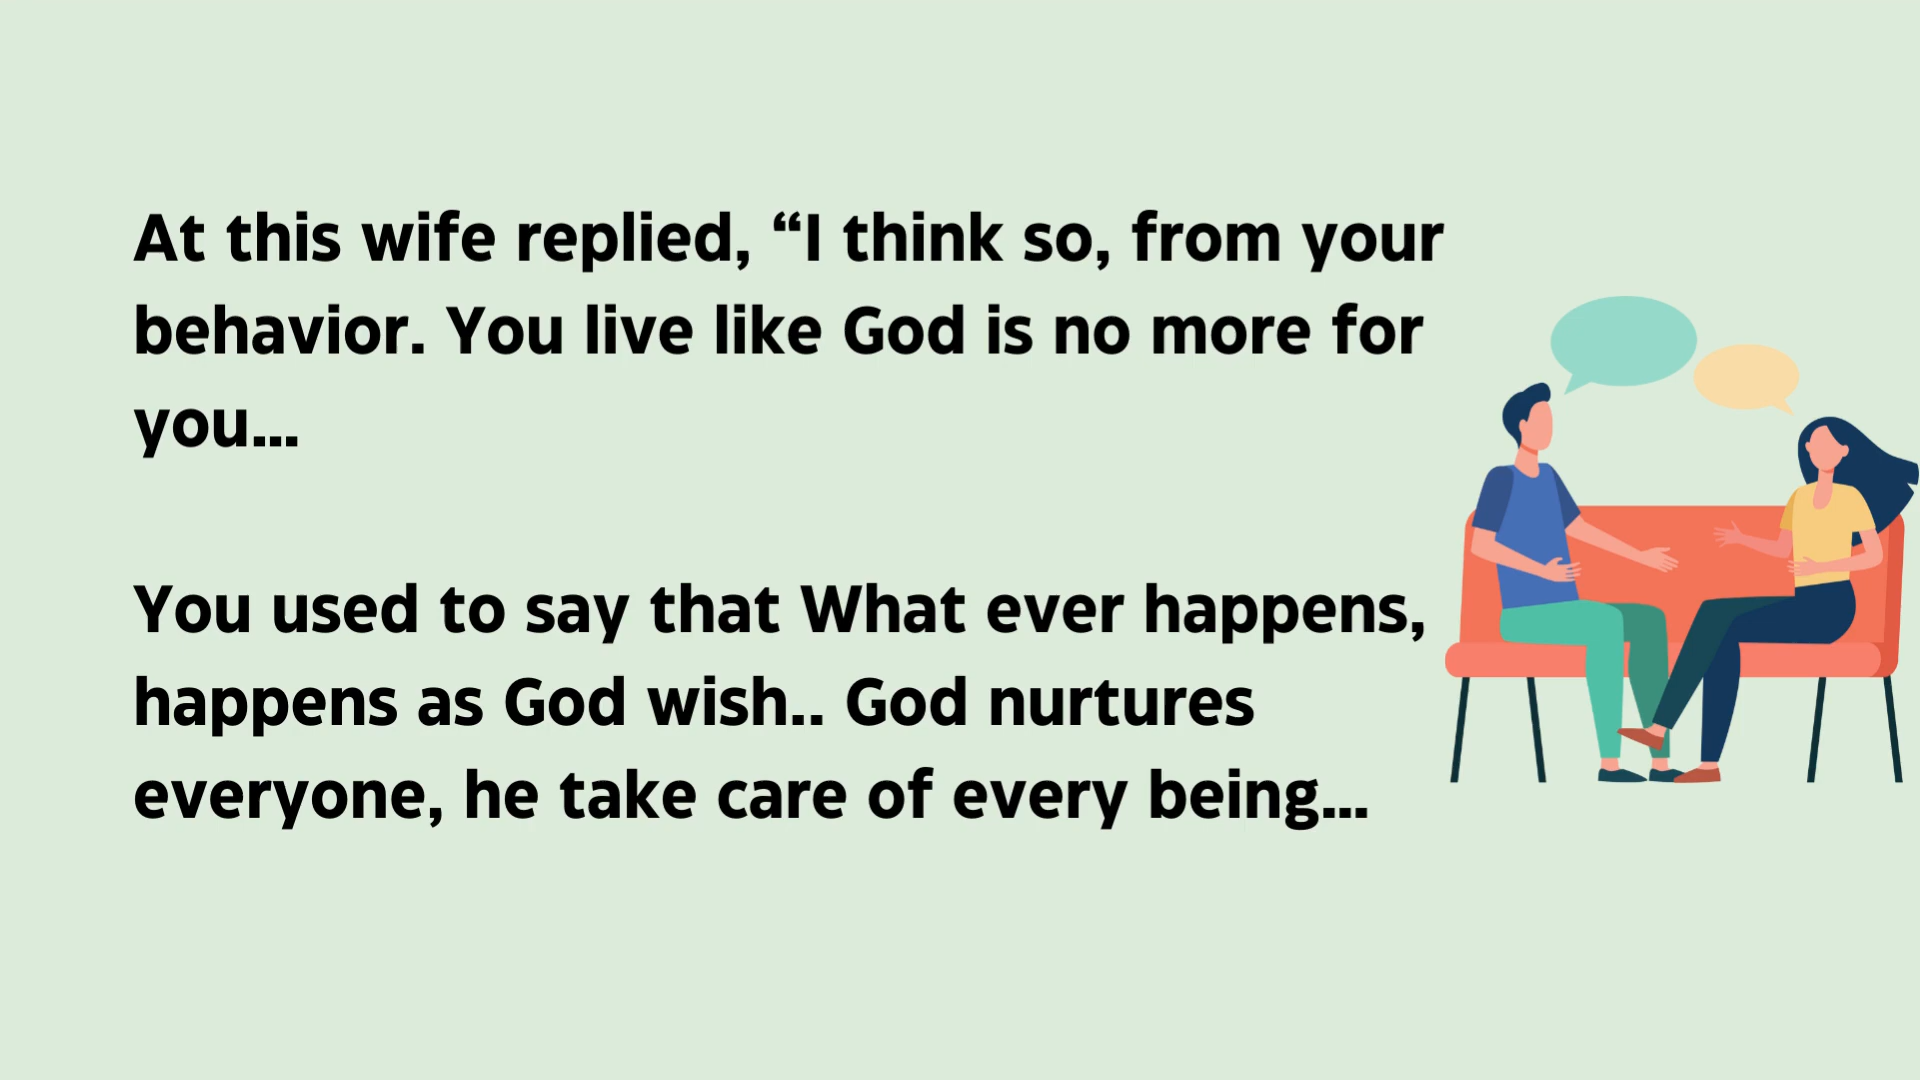 At this wife replied, “I think so, from your
behavior. You live like God is no more for
you...
You used to say that What ever happens,
happens as God wish.. God nurtures
everyone, he take care of every being...